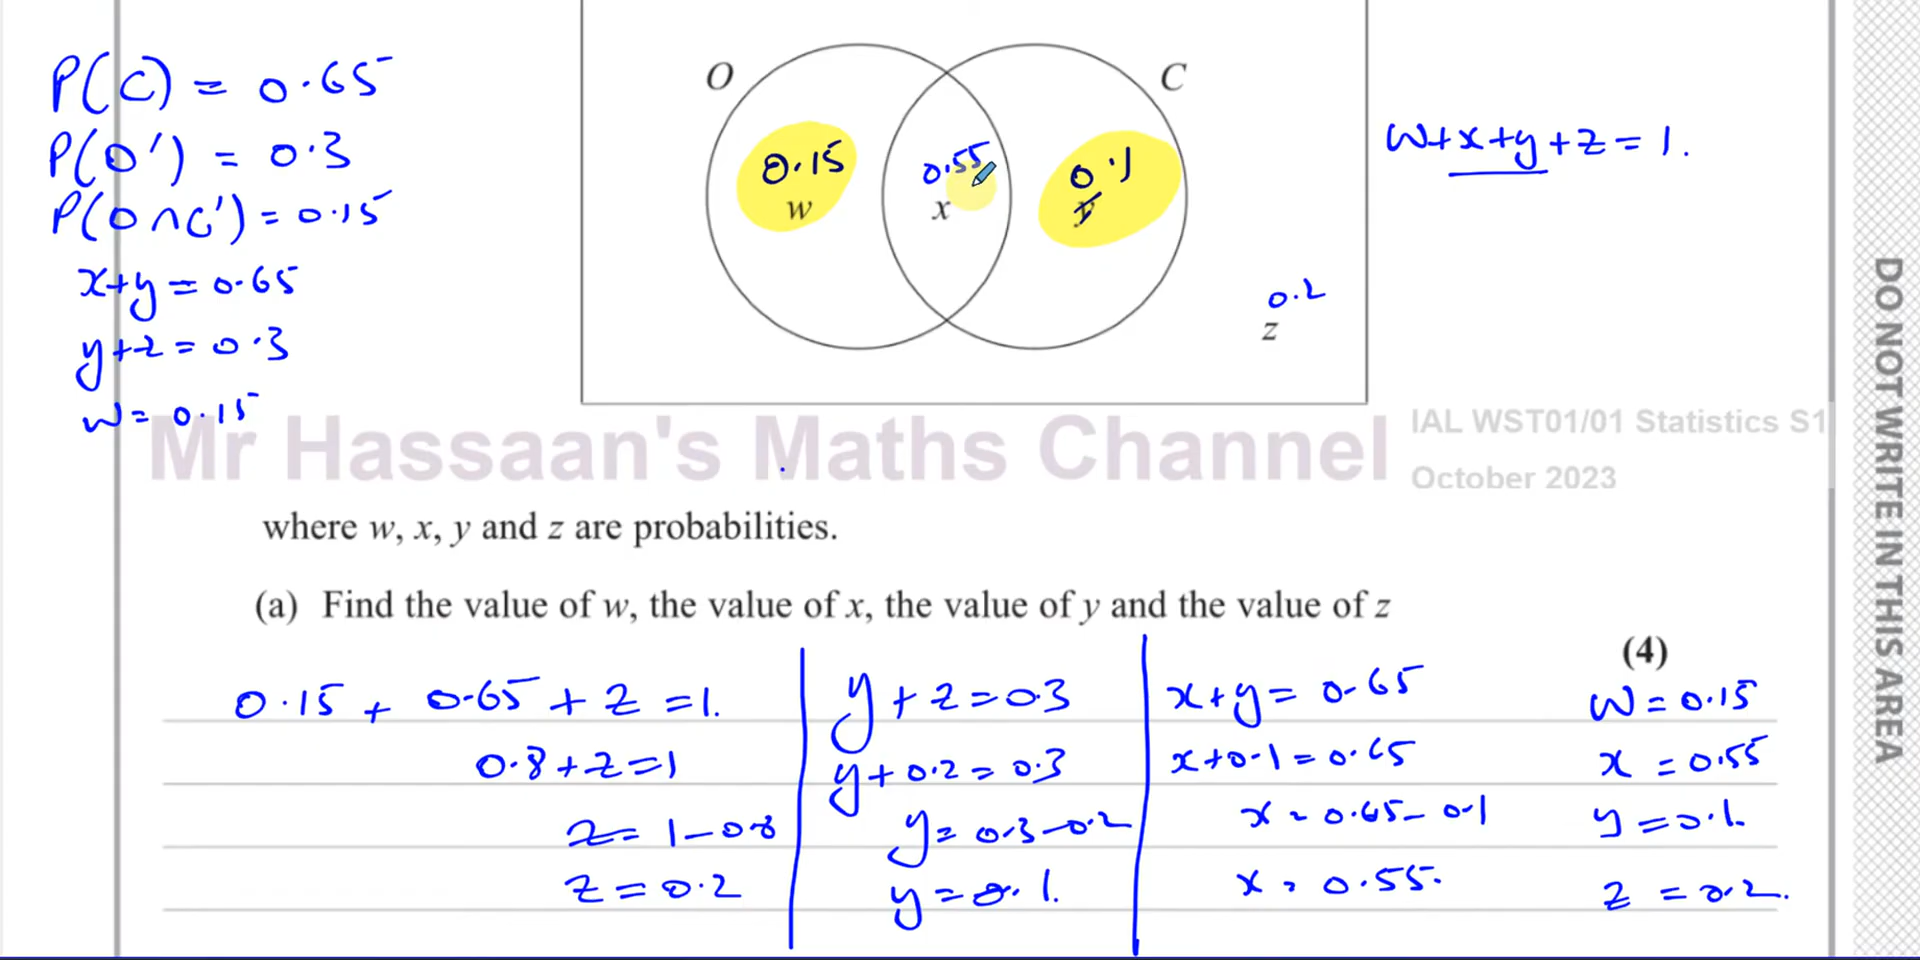 P(C) = 0.65
P(O') = 0.3
P(O ∩ C') = 0.15
x+y = 0.65
y+z = 0.3
w = 0.15
O
C
0.15
w
0.55
x
0.1
y
0.2
z
w+x+y+z = 1.
Mr Hassaan's Maths Channel
IAL WST01/01 Statistics S1
October 2023
DO NOT WRITE IN THIS AREA
where w, x, y and z are probabilities.
(a) Find the value of w, the value of x, the value of y and the value of z
(4)
0.15 + 0.65 + z = 1.
0.8 + z = 1
z = 1 - 0.8
z = 0.2
y + z = 0.3
y + 0.2 = 0.3
y = 0.3 - 0.2
y = 0.1.
x + y = 0.65
x + 0.1 = 0.65
x = 0.65 - 0.1
x = 0.55.
w = 0.15
x = 0.55
y = 0.1.
z = 0.2.